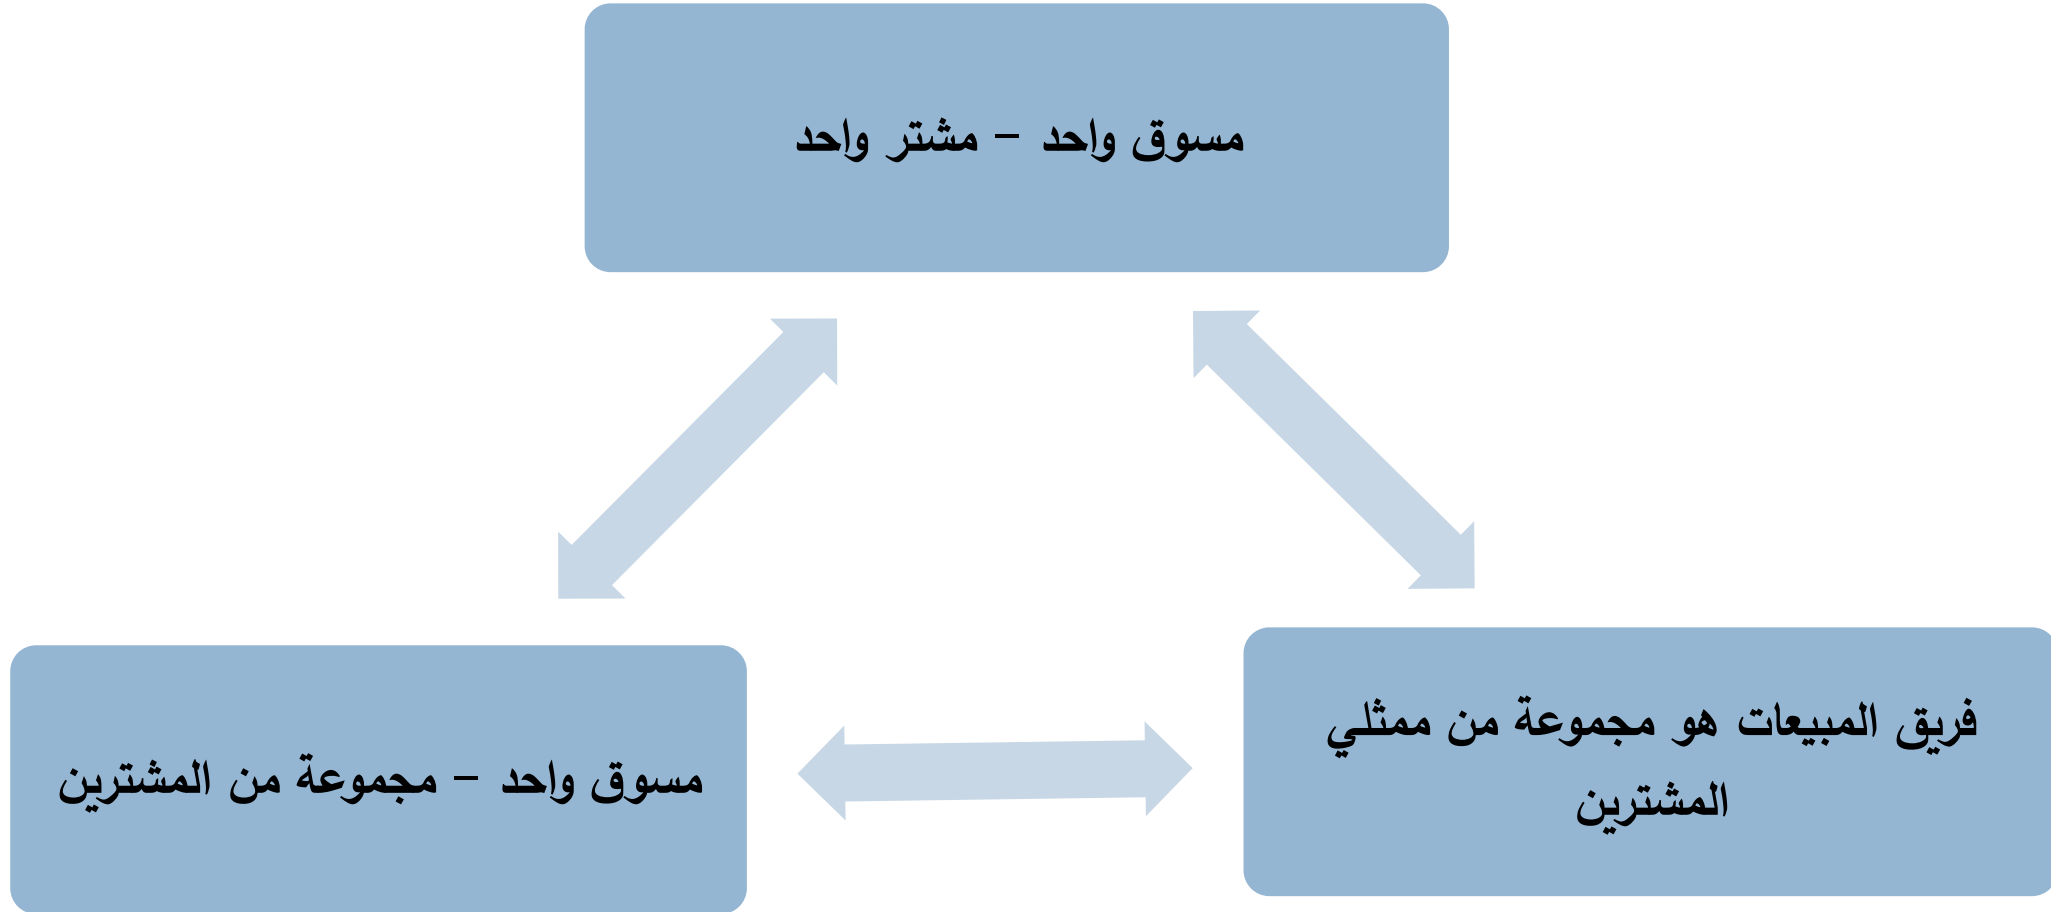 مسوق واحد – مشتر واحد
فريق المبيعات هو مجموعة من ممثلي
المشترين
مسوق واحد – مجموعة من المشترين